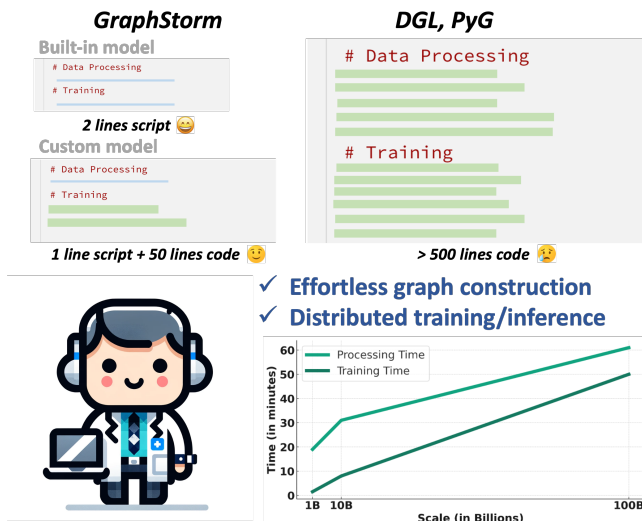 GraphStorm
Built-in model
# Data Processing
# Training
2 lines script
Custom model
# Data Processing
# Training
1 line script + 50 lines code
DGL, PyG
# Data Processing
# Training
> 500 lines code
✓ Effortless graph construction
✓ Distributed training/inference
Processing Time
Training Time
Time (in minutes)
60
50
40
30
20
10
0
1B 10B 100B
Scale (in Billions)